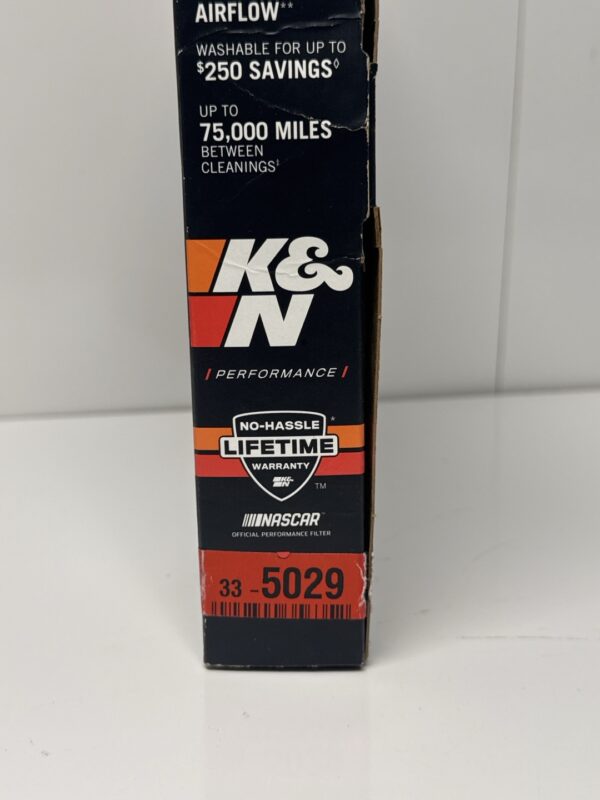 AIRFLOW**
WASHABLE FOR UP TO
$250 SAVINGS◊
UP TO
75,000 MILES
BETWEEN
CLEANINGS‡
K&
N
/ PERFORMANCE /
NO-HASSLE*
LIFETIME
WARRANTY
K&N
TM
NASCAR™
OFFICIAL PERFORMANCE FILTER
33 - 5029